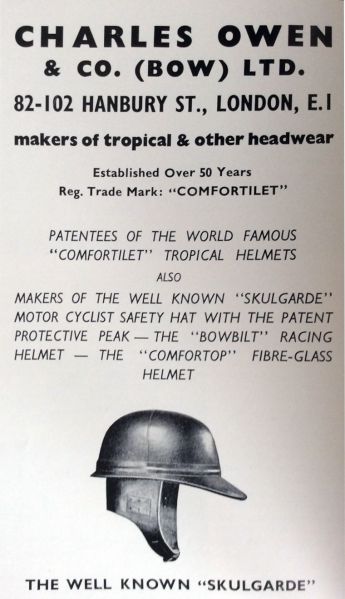 CHARLES OWEN
& CO. (BOW) LTD.
82-102 HANBURY ST., LONDON, E.1
makers of tropical & other headwear
Established Over 50 Years
Reg. Trade Mark: "COMFORTILET"
PATENTEES OF THE WORLD FAMOUS
"COMFORTILET" TROPICAL HELMETS
ALSO
MAKERS OF THE WELL KNOWN "SKULGARDE"
MOTOR CYCLIST SAFETY HAT WITH THE PATENT
PROTECTIVE PEAK — THE "BOWBILT" RACING
HELMET — THE "COMFORTOP" FIBRE-GLASS
HELMET
THE WELL KNOWN "SKULGARDE"